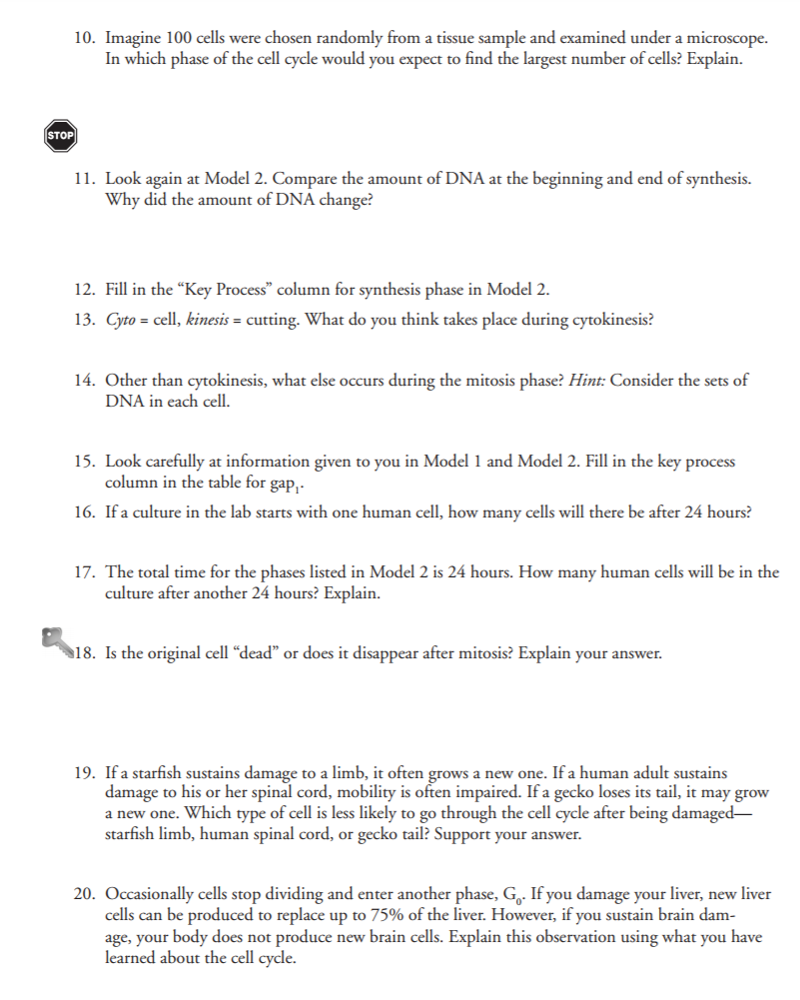 10. Imagine 100 cells were chosen randomly from a tissue sample and examined under a microscope.
In which phase of the cell cycle would you expect to find the largest number of cells? Explain.
STOP
11. Look again at Model 2. Compare the amount of DNA at the beginning and end of synthesis.
Why did the amount of DNA change?
12. Fill in the “Key Process” column for synthesis phase in Model 2.
13. Cyto = cell, kinesis = cutting. What do you think takes place during cytokinesis?
14. Other than cytokinesis, what else occurs during the mitosis phase? Hint: Consider the sets of
DNA in each cell.
15. Look carefully at information given to you in Model 1 and Model 2. Fill in the key process
column in the table for gap₁.
16. If a culture in the lab starts with one human cell, how many cells will there be after 24 hours?
17. The total time for the phases listed in Model 2 is 24 hours. How many human cells will be in the
culture after another 24 hours? Explain.
18. Is the original cell “dead” or does it disappear after mitosis? Explain your answer.
19. If a starfish sustains damage to a limb, it often grows a new one. If a human adult sustains
damage to his or her spinal cord, mobility is often impaired. If a gecko loses its tail, it may grow
a new one. Which type of cell is less likely to go through the cell cycle after being damaged—
starfish limb, human spinal cord, or gecko tail? Support your answer.
20. Occasionally cells stop dividing and enter another phase, G₀. If you damage your liver, new liver
cells can be produced to replace up to 75% of the liver. However, if you sustain brain dam-
age, your body does not produce new brain cells. Explain this observation using what you have
learned about the cell cycle.